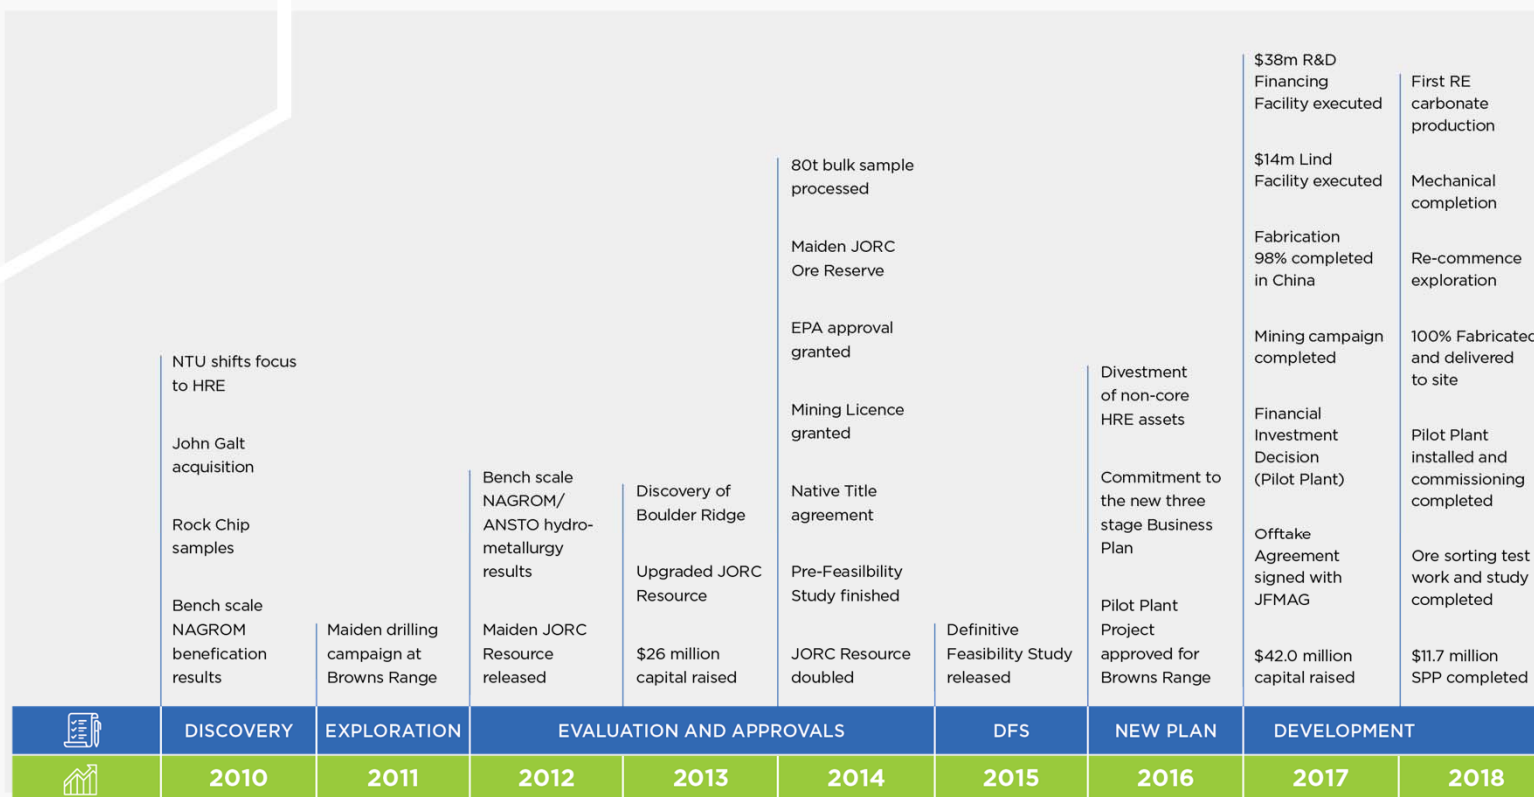 NTU shifts focus
to HRE
John Galt
acquisition
Rock Chip
samples
Bench scale
NAGROM
benefication
results
Maiden drilling
campaign at
Browns Range
Bench scale
NAGROM/
ANSTO hydro-
metallurgy
results
Maiden JORC
Resource
released
Discovery of
Boulder Ridge
Upgraded JORC
Resource
$26 million
capital raised
80t bulk sample
processed
Maiden JORC
Ore Reserve
EPA approval
granted
Mining Licence
granted
Native Title
agreement
Pre-Feasilbility
Study finished
JORC Resource
doubled
Definitive
Feasibility Study
released
Divestment
of non-core
HRE assets
Commitment to
the new three
stage Business
Plan
Pilot Plant
Project
approved for
Browns Range
$38m R&D
Financing
Facility executed
$14m Lind
Facility executed
Fabrication
98% completed
in China
Mining campaign
completed
Financial
Investment
Decision
(Pilot Plant)
Offtake
Agreement
signed with
JFMAG
$42.0 million
capital raised
First RE
carbonate
production
Mechanical
completion
Re-commence
exploration
100% Fabricated
and delivered
to site
Pilot Plant
installed and
commissioning
completed
Ore sorting test
work and study
completed
$11.7 million
SPP completed
DISCOVERY
EXPLORATION
EVALUATION AND APPROVALS
DFS
NEW PLAN
DEVELOPMENT
2010
2011
2012
2013
2014
2015
2016
2017
2018